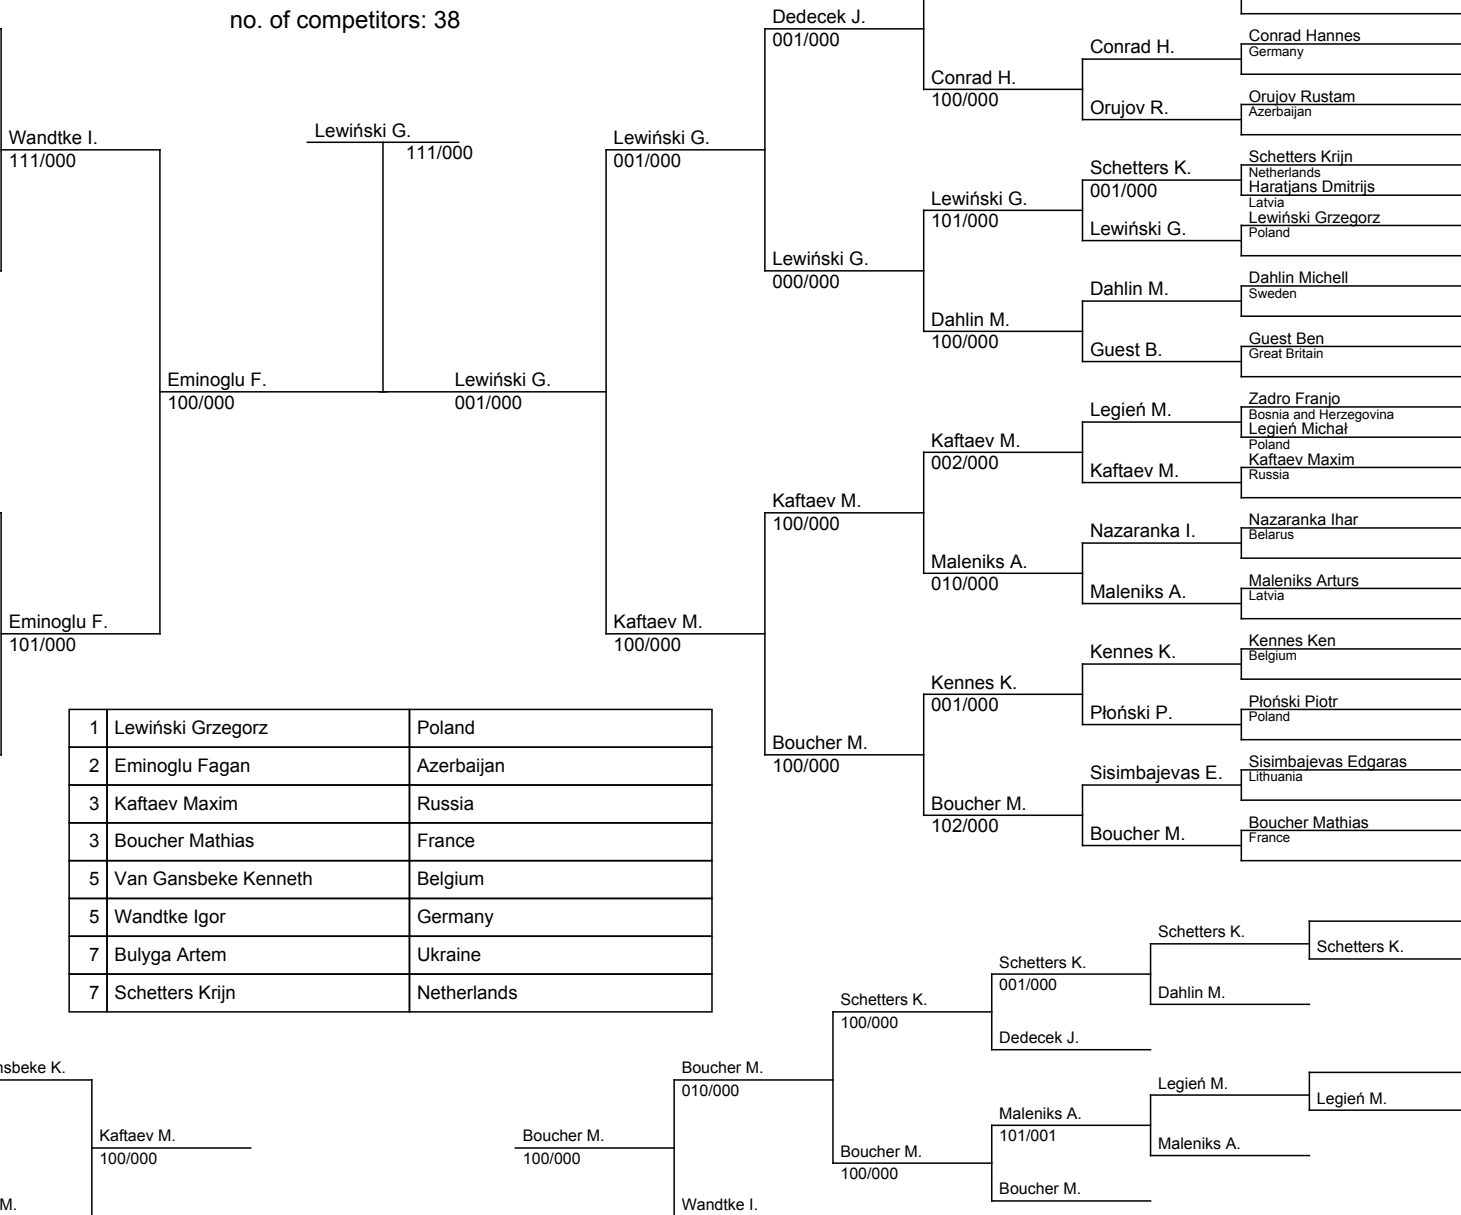 no. of competitors: 38
Wandtke I.
111/000
Eminoglu F.
100/000
Eminoglu F.
101/000
Lewiński G.
111/000
Lewiński G.
001/000
Lewiński G.
001/000
Kaftaev M.
100/000
Dedecek J.
001/000
Lewiński G.
000/000
Kaftaev M.
100/000
Boucher M.
100/000
Conrad H.
100/000
Lewiński G.
101/000
Dahlin M.
100/000
Kaftaev M.
002/000
Maleniks A.
010/000
Kennes K.
001/000
Boucher M.
102/000
Conrad H.
Orujov R.
Schetters K.
001/000
Lewiński G.
Dahlin M.
Guest B.
Legień M.
Kaftaev M.
Nazaranka I.
Maleniks A.
Kennes K.
Płoński P.
Sisimbajevas E.
Boucher M.
Conrad Hannes
Germany
Orujov Rustam
Azerbaijan
Schetters Krijn
Netherlands
Haratjans Dmitrijs
Latvia
Lewiński Grzegorz
Poland
Dahlin Michell
Sweden
Guest Ben
Great Britain
Zadro Franjo
Bosnia and Herzegovina
Legień Michał
Poland
Kaftaev Maxim
Russia
Nazaranka Ihar
Belarus
Maleniks Arturs
Latvia
Kennes Ken
Belgium
Płoński Piotr
Poland
Sisimbajevas Edgaras
Lithuania
Boucher Mathias
France
1 Lewiński Grzegorz Poland
2 Eminoglu Fagan Azerbaijan
3 Kaftaev Maxim Russia
3 Boucher Mathias France
5 Van Gansbeke Kenneth Belgium
5 Wandtke Igor Germany
7 Bulyga Artem Ukraine
7 Schetters Krijn Netherlands
nsbeke K.
M.
Kaftaev M.
100/000
Boucher M.
100/000
Boucher M.
010/000
Wandtke I.
Schetters K.
100/000
Boucher M.
100/000
Schetters K.
001/000
Dedecek J.
Maleniks A.
101/001
Boucher M.
Schetters K.
Dahlin M.
Legień M.
Maleniks A.
Schetters K.
Legień M.